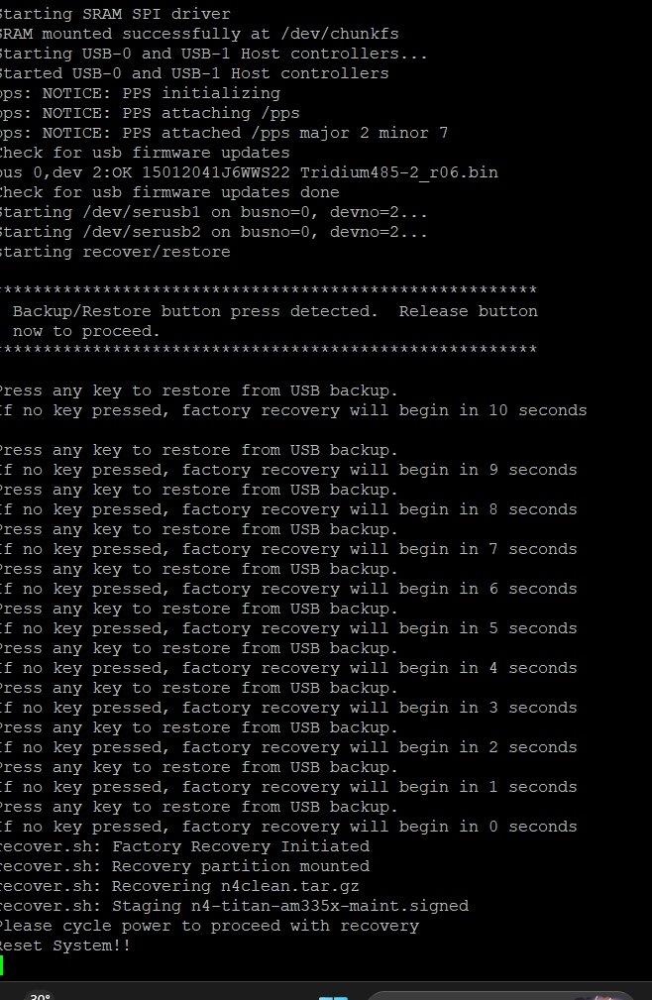 Starting SRAM SPI driver
SRAM mounted successfully at /dev/chunkfs
Starting USB-0 and USB-1 Host controllers...
Started USB-0 and USB-1 Host controllers
pps: NOTICE: PPS initializing
pps: NOTICE: PPS attaching /pps
pps: NOTICE: PPS attached /pps major 2 minor 7
Check for usb firmware updates
bus 0,dev 2:OK 15012041J6WWS22 Tridium485-2_r06.bin
Check for usb firmware updates done
Starting /dev/serusb1 on busno=0, devno=2...
Starting /dev/serusb2 on busno=0, devno=2...
starting recover/restore
*******************************************************
Backup/Restore button press detected.  Release button
now to proceed.
*******************************************************
Press any key to restore from USB backup.
If no key pressed, factory recovery will begin in 10 seconds
Press any key to restore from USB backup.
If no key pressed, factory recovery will begin in 9 seconds
Press any key to restore from USB backup.
If no key pressed, factory recovery will begin in 8 seconds
Press any key to restore from USB backup.
If no key pressed, factory recovery will begin in 7 seconds
Press any key to restore from USB backup.
If no key pressed, factory recovery will begin in 6 seconds
Press any key to restore from USB backup.
If no key pressed, factory recovery will begin in 5 seconds
Press any key to restore from USB backup.
If no key pressed, factory recovery will begin in 4 seconds
Press any key to restore from USB backup.
If no key pressed, factory recovery will begin in 3 seconds
Press any key to restore from USB backup.
If no key pressed, factory recovery will begin in 2 seconds
Press any key to restore from USB backup.
If no key pressed, factory recovery will begin in 1 seconds
Press any key to restore from USB backup.
If no key pressed, factory recovery will begin in 0 seconds
recover.sh: Factory Recovery Initiated
recover.sh: Recovery partition mounted
recover.sh: Recovering n4clean.tar.gz
recover.sh: Staging n4-titan-am335x-maint.signed
Please cycle power to proceed with recovery
Reset System!!
30°